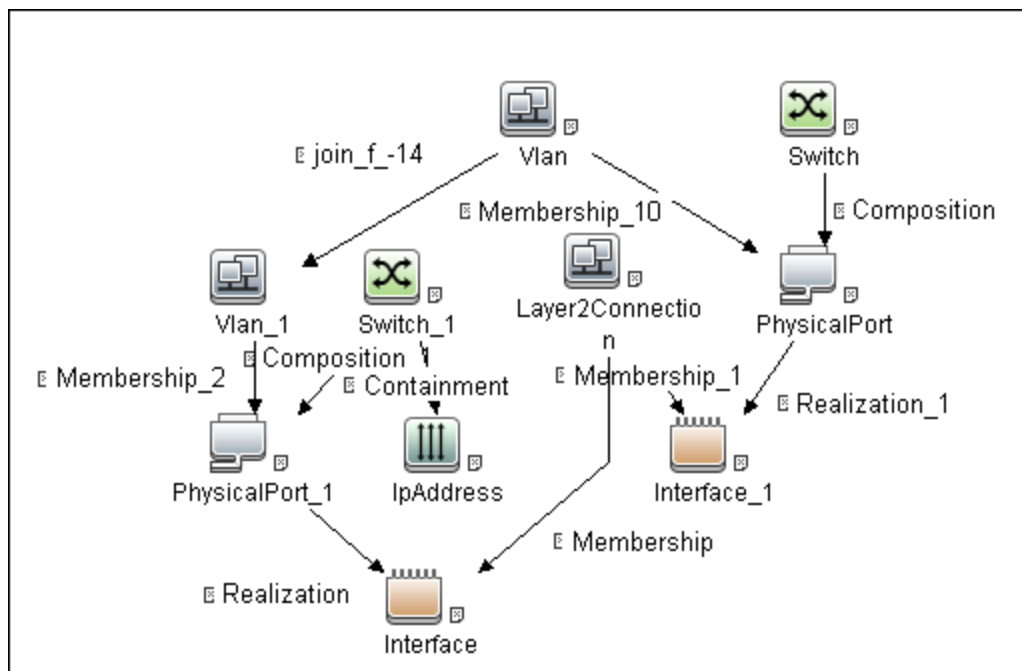 join_f_-14
Vlan
Switch
Membership_10
Composition
Vlan_1
Switch_1
Layer2Connectio
n
PhysicalPort
Membership_2
Composition
Containment
Membership_1
Realization_1
PhysicalPort_1
IpAddress
Interface_1
Membership
Realization
Interface